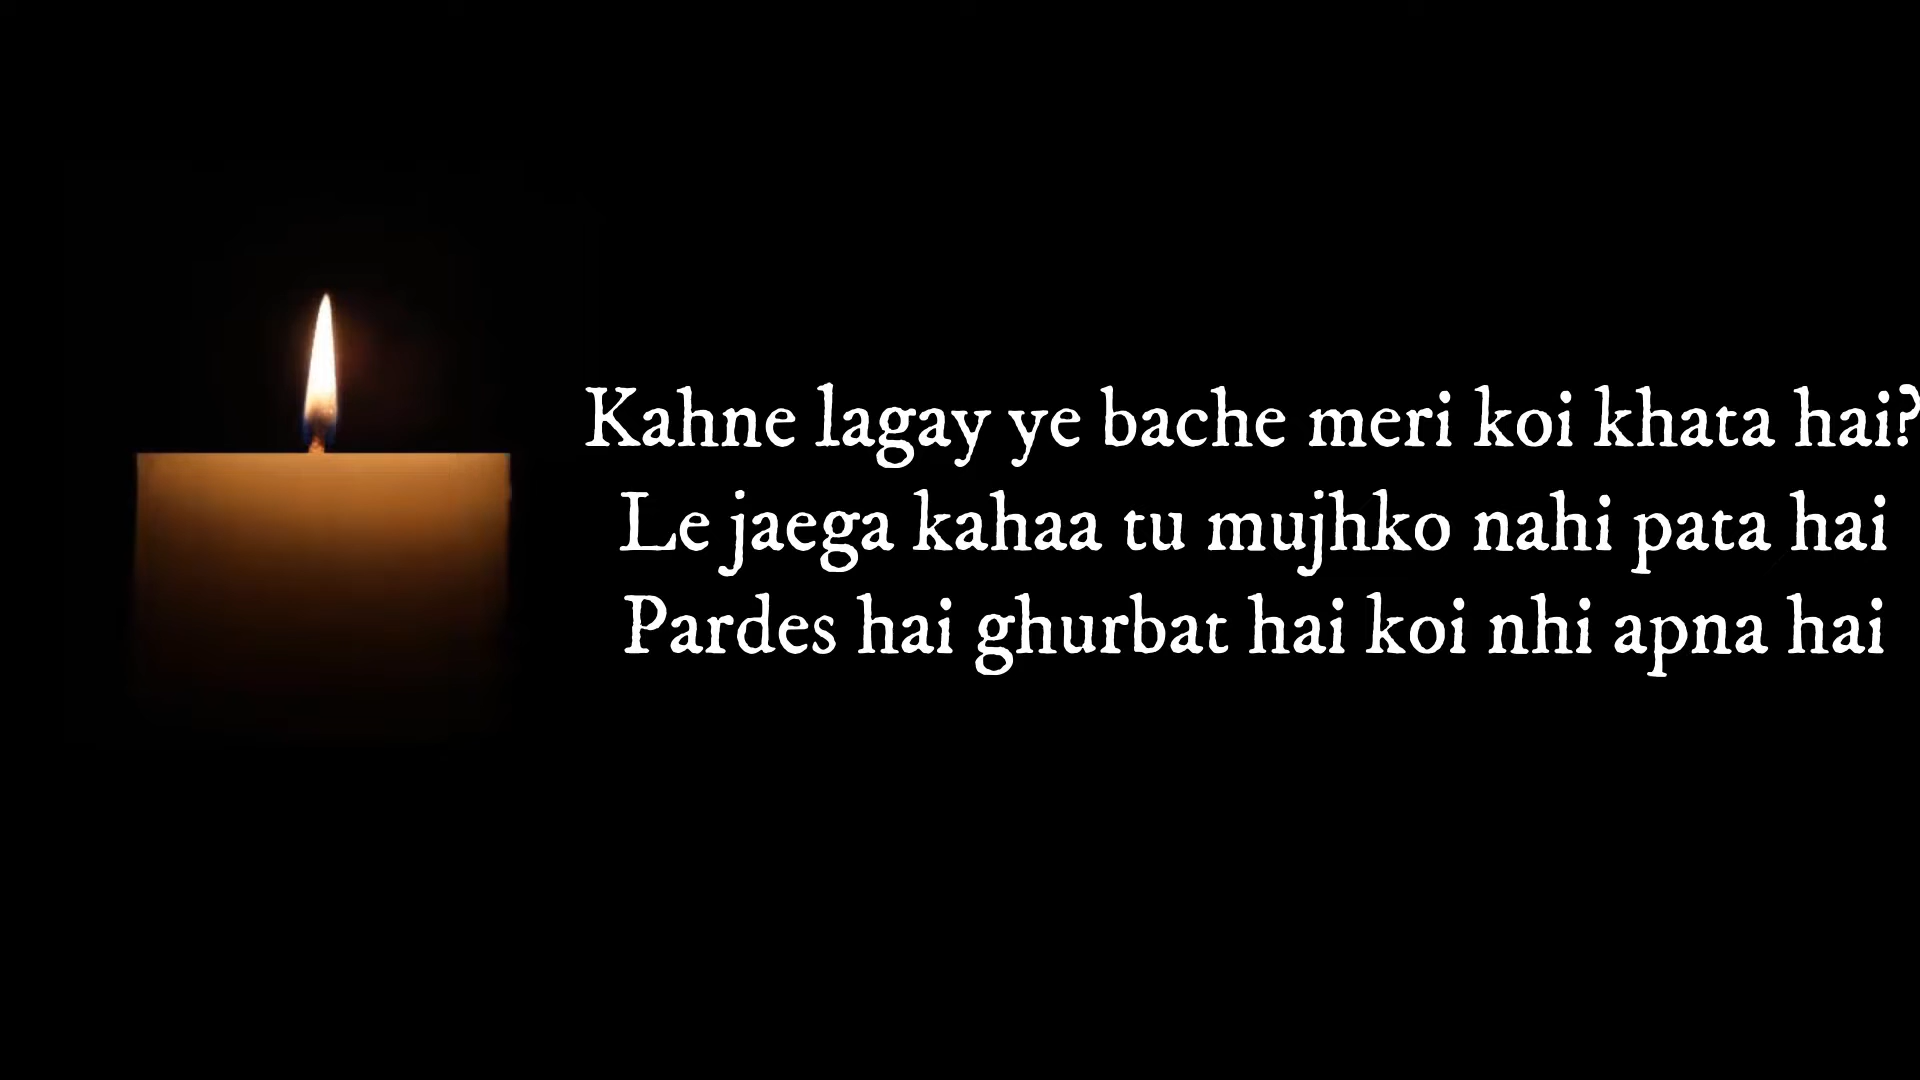 Kahne lagay ye bache meri koi khata hai?
Le jaega kahaa tu mujhko nahi pata hai
Pardes hai ghurbat hai koi nhi apna hai